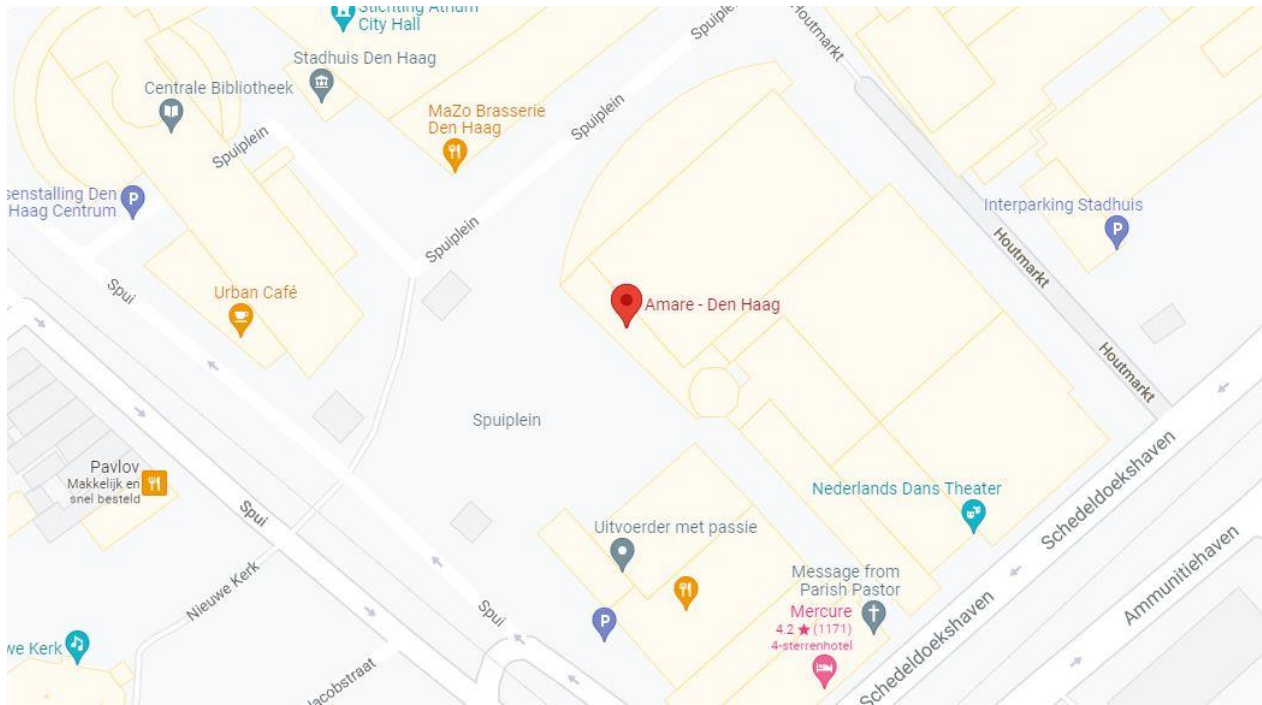 Stichting Atrium
City Hall
Spuiplein
Houtmarkt
Stadhuis Den Haag
Centrale Bibliotheek
MaZo Brasserie
Den Haag
Spuiplein
Spuiplein
senstalling Den
Haag Centrum
P
Interparking Stadhuis
P
Spuiplein
Houtmarkt
Spui
Urban Café
Amare - Den Haag
Houtmarkt
Spuiplein
Pavlov
Makkelijk en
snel besteld
Nederlands Dans Theater
Schedeldoekshaven
Spui
Uitvoerder met passie
Ammunitiehaven
Message from
Parish Pastor
Nieuwe Kerk
Mercure
4.2 ★ (1171)
4-sterrenhotel
Spui
P
we Kerk
Schedeldoekshaven
Jacobstraat